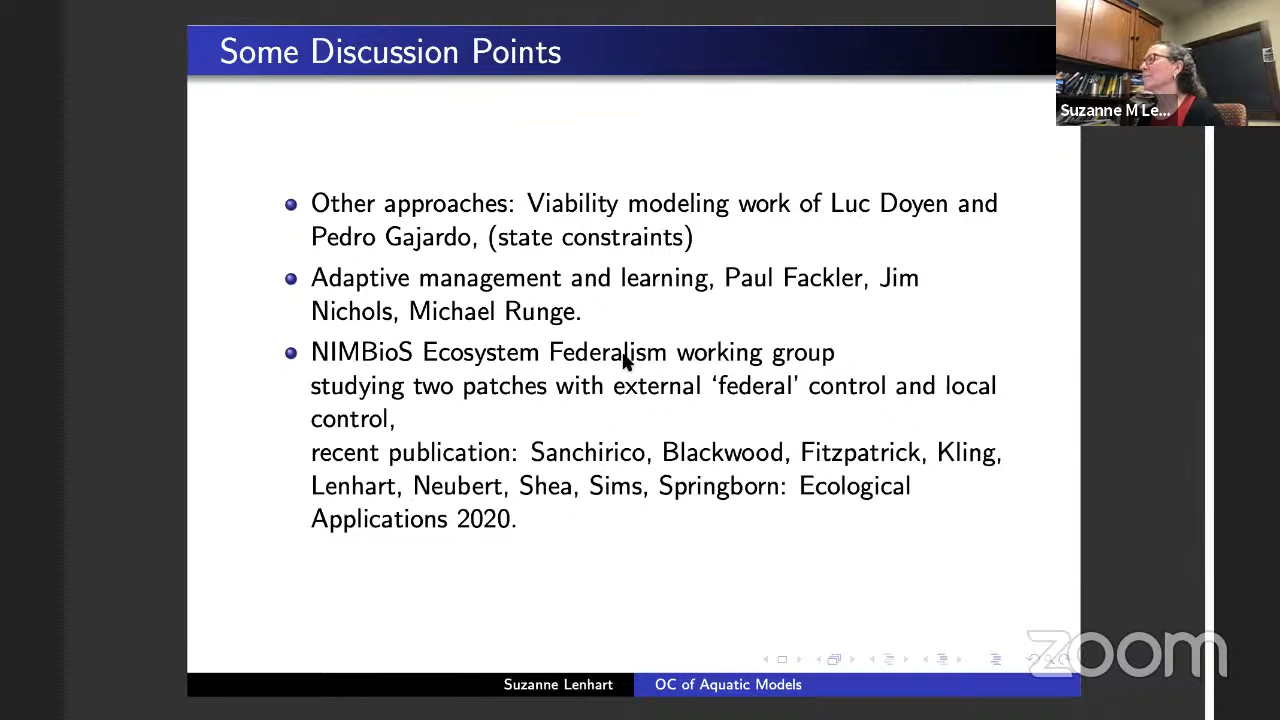 Some Discussion Points
Suzanne M Le...
Other approaches: Viability modeling work of Luc Doyen and
Pedro Gajardo, (state constraints)
Adaptive management and learning, Paul Fackler, Jim
Nichols, Michael Runge.
NIMBioS Ecosystem Federalism working group
studying two patches with external ‘federal’ control and local
control,
recent publication: Sanchirico, Blackwood, Fitzpatrick, Kling,
Lenhart, Neubert, Shea, Sims, Springborn: Ecological
Applications 2020.
zoom
Suzanne Lenhart
OC of Aquatic Models